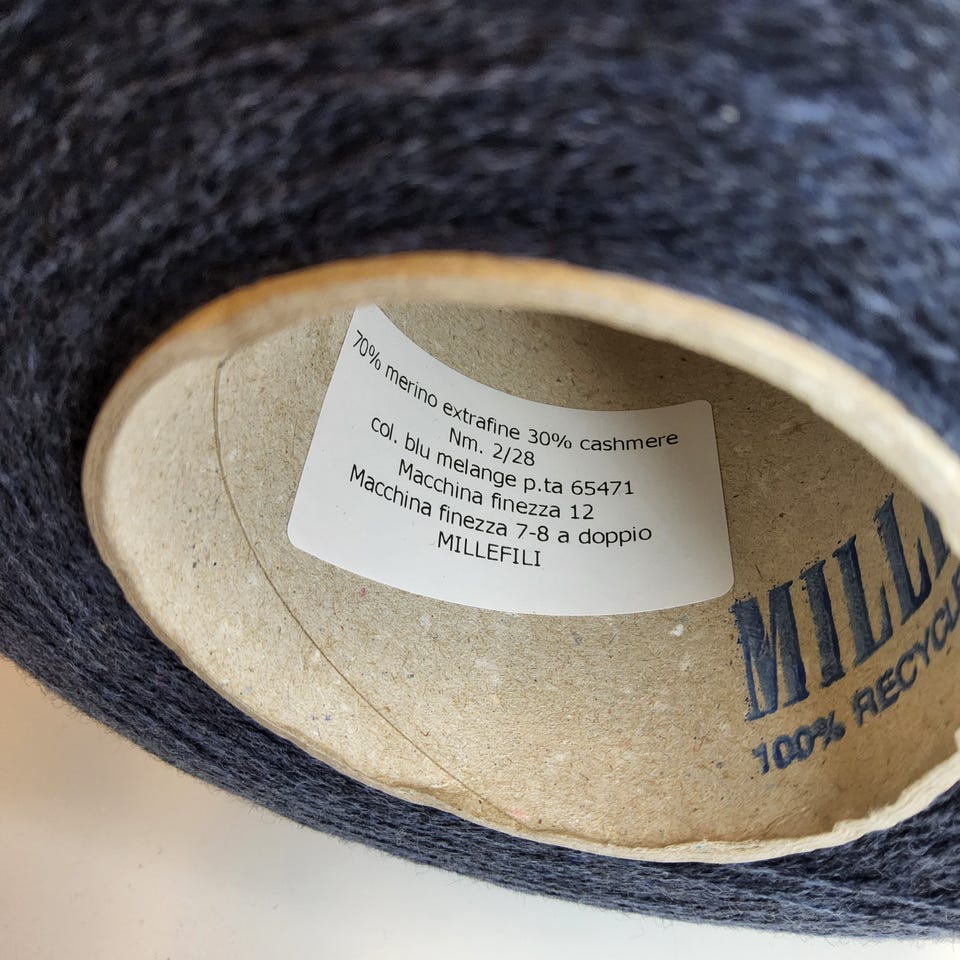 70% merino extrafine 30% cashmere
Nm. 2/28
col. blu melange p.ta 65471
Macchina finezza 12
Macchina finezza 7-8 a doppio
MILLEFILI
100%